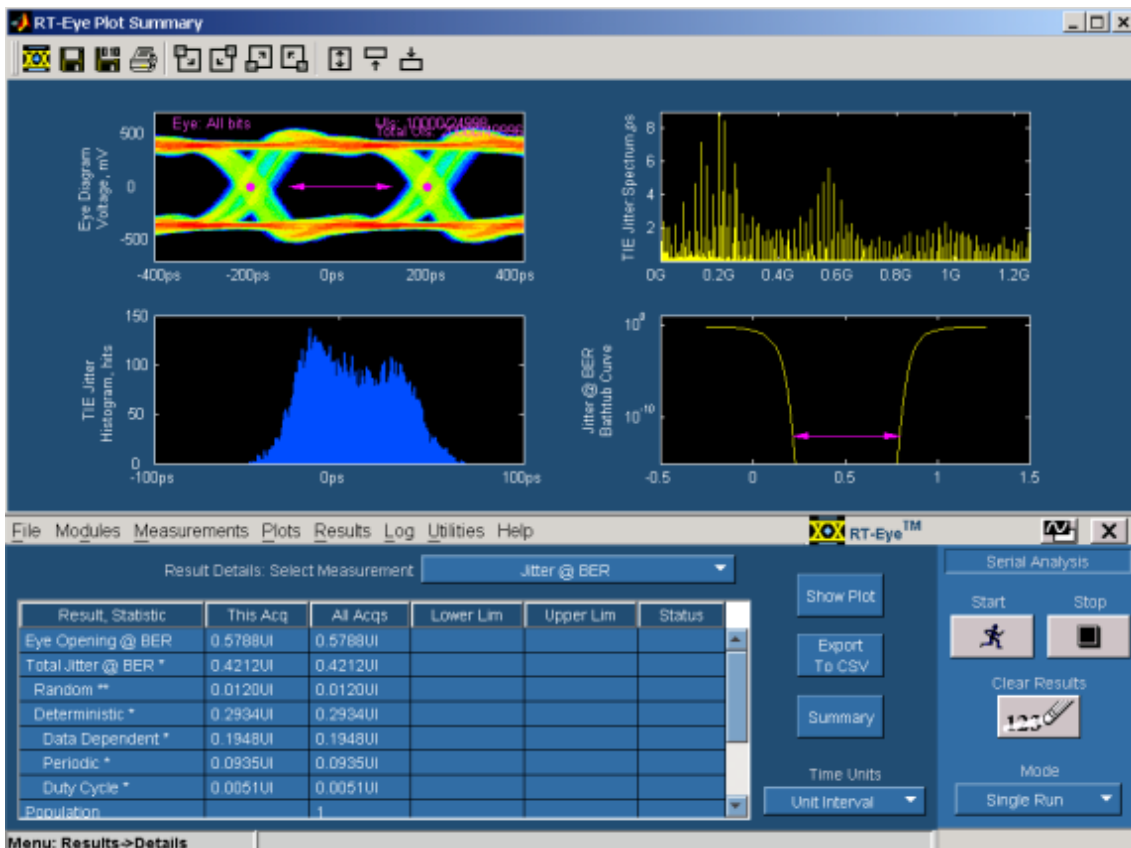 RT-Eye Plot Summary
Eye: All bits
UIs: 10000/24998
Eye Diagram
Voltage, mV
500
0
-500
-400ps -200ps 0ps 200ps 400ps
TIE Jitter Spectrum, ps
8
6
4
2
0G 0.2G 0.4G 0.6G 0.8G 1G 1.2G
TIE Jitter
Histogram, hits
150
100
50
0
-100ps 0ps 100ps
Jitter @ BER
Bathtub Curve
10^0
10^-10
-0.5 0 0.5 1 1.5
File Modules Measurements Plots Results Log Utilities Help
RT-Eye™
Result Details: Select Measurement Jitter @ BER
Result, Statistic This Acq All Acqs Lower Lim Upper Lim Status
Eye Opening @ BER 0.5788UI 0.5788UI
Total Jitter @ BER * 0.4212UI 0.4212UI
Random ** 0.0120UI 0.0120UI
Deterministic * 0.2934UI 0.2934UI
Data Dependent * 0.1948UI 0.1948UI
Periodic * 0.0935UI 0.0935UI
Duty Cycle * 0.0051UI 0.0051UI
Population 1
Show Plot
Export
To CSV
Summary
Time Units
Unit Interval
Serial Analysis
Start Stop
Clear Results
123
Mode
Single Run
Menu: Results->Details